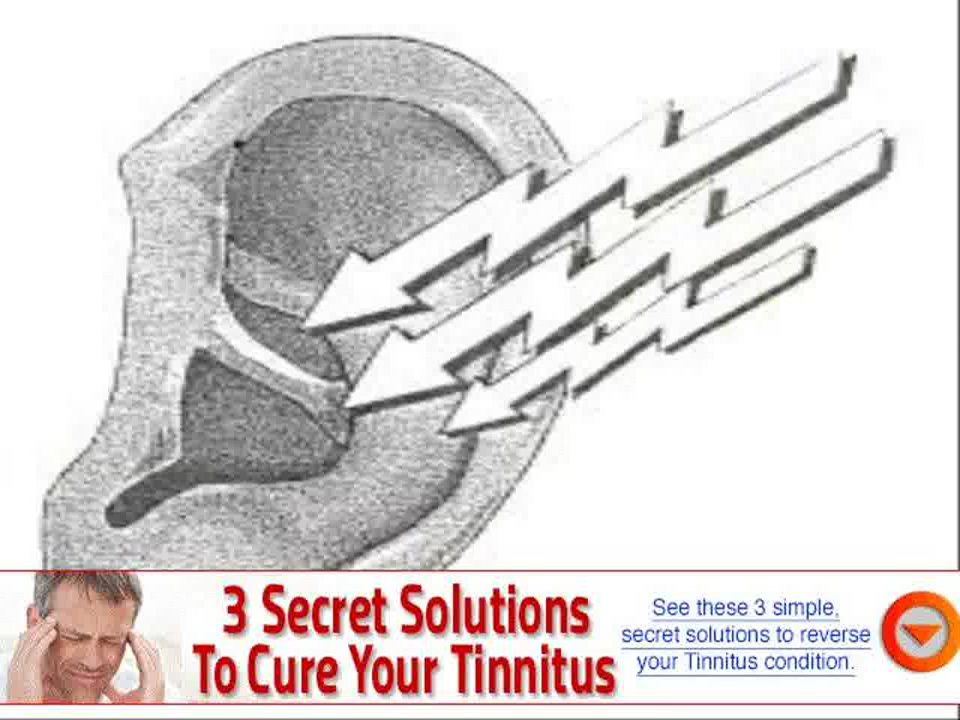 3 Secret Solutions
To Cure Your Tinnitus
See these 3 simple,
secret solutions to reverse
your Tinnitus condition.